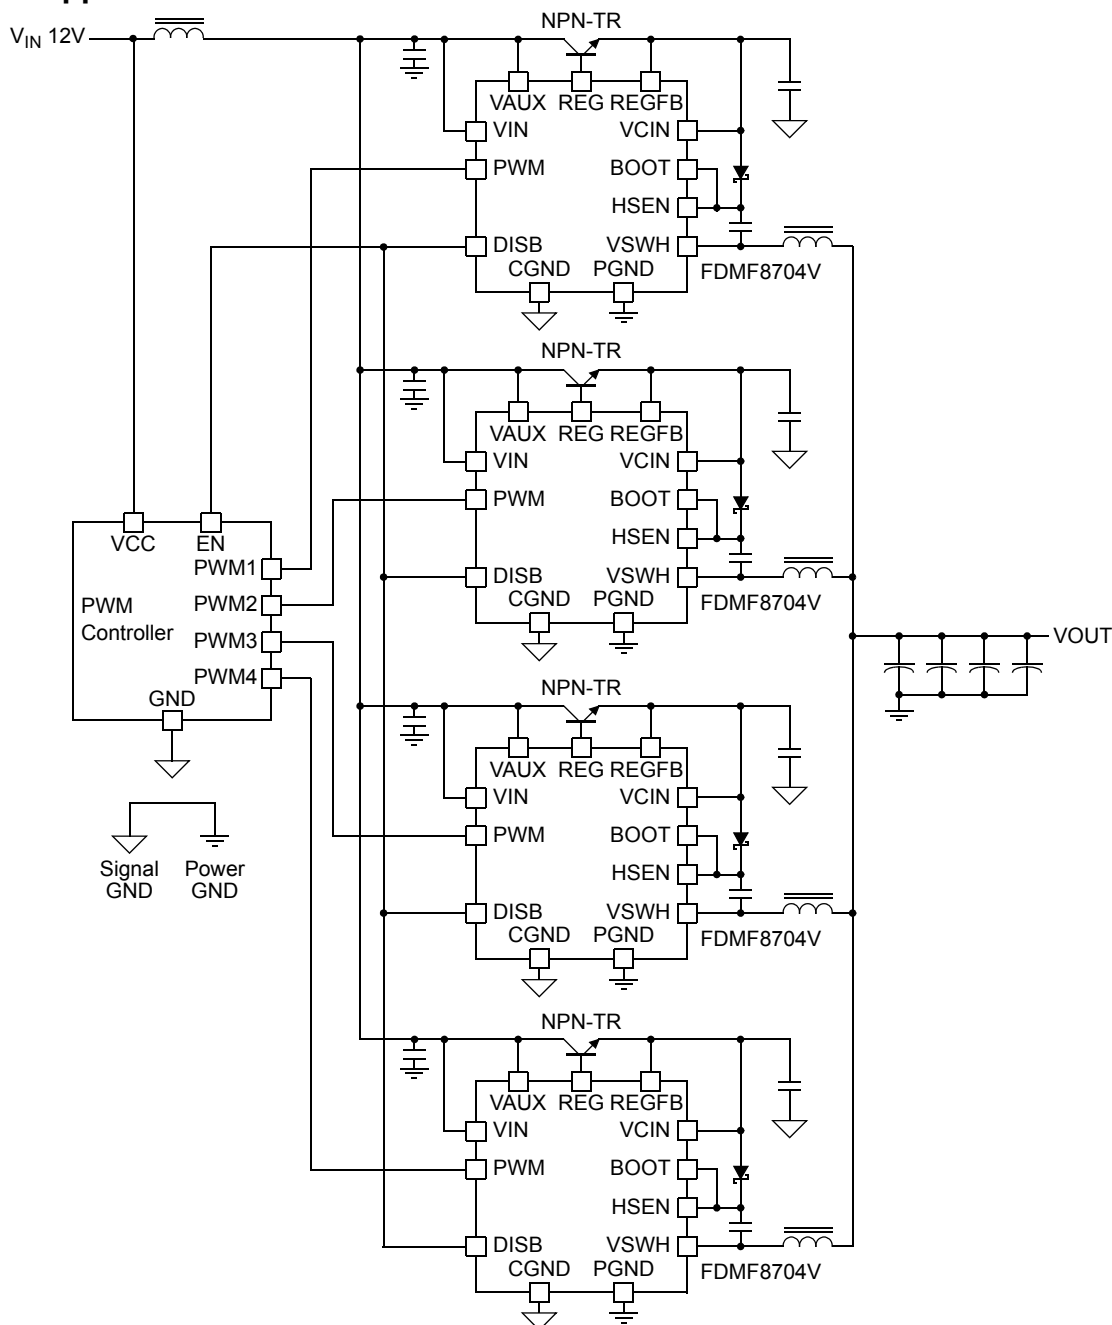 V_IN 12V
NPN-TR
VAUX REG REGFB
VIN VCIN
PWM BOOT
HSEN
DISB VSWH
CGND PGND
FDMF8704V
NPN-TR
VAUX REG REGFB
VIN VCIN
PWM BOOT
HSEN
DISB VSWH
CGND PGND
FDMF8704V
VCC EN
PWM1
PWM2
PWM3
PWM4
PWM
Controller
GND
Signal
GND
Power
GND
VOUT
NPN-TR
VAUX REG REGFB
VIN VCIN
PWM BOOT
HSEN
DISB VSWH
CGND PGND
FDMF8704V
NPN-TR
VAUX REG REGFB
VIN VCIN
PWM BOOT
HSEN
DISB VSWH
CGND PGND
FDMF8704V